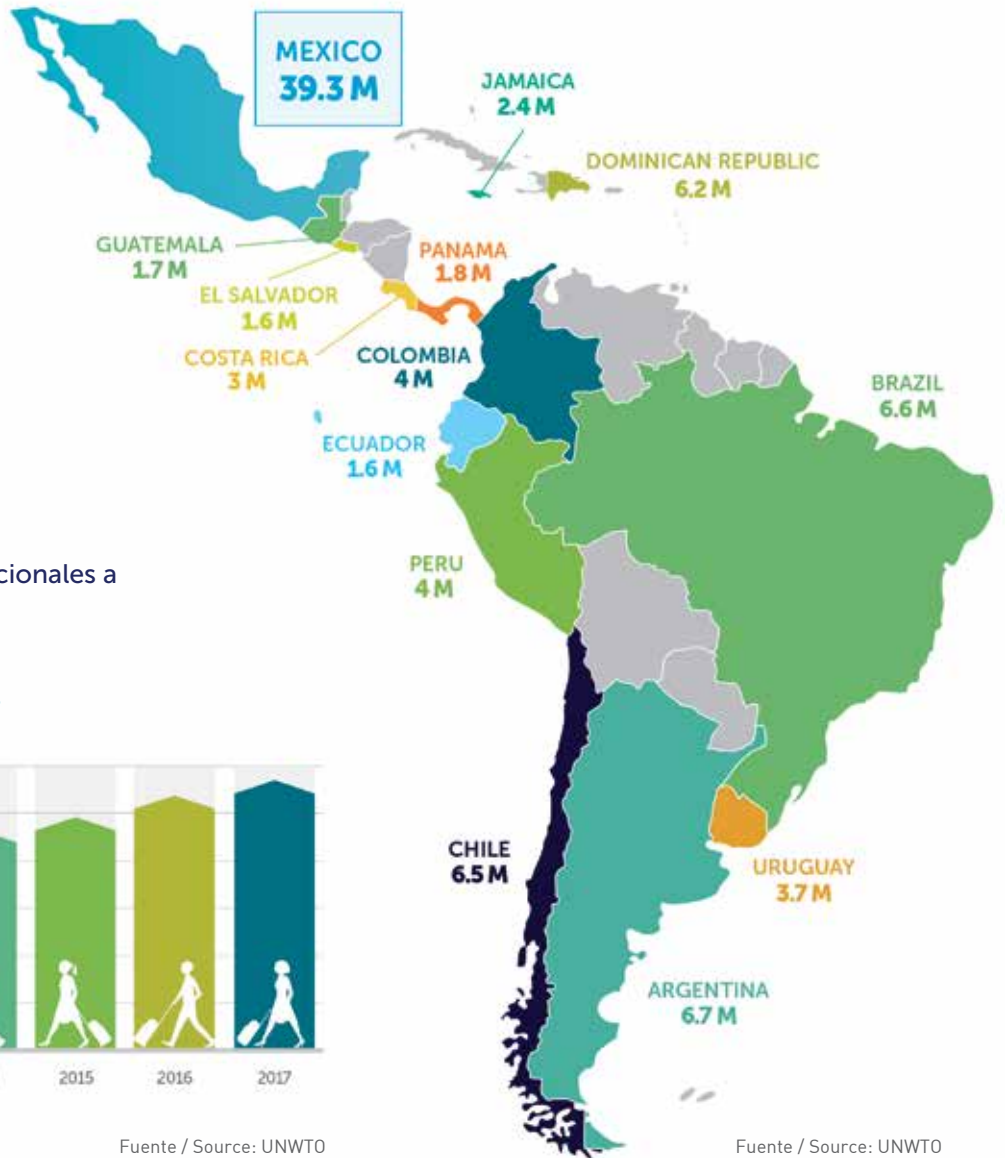 MEXICO
39.3 M
JAMAICA
2.4 M
DOMINICAN REPUBLIC
6.2 M
GUATEMALA
1.7 M
PANAMA
1.8 M
EL SALVADOR
1.6 M
COSTA RICA
3 M
COLOMBIA
4 M
BRAZIL
6.6 M
ECUADOR
1.6 M
cionales a
PERU
4 M
CHILE
6.5 M
URUGUAY
3.7 M
ARGENTINA
6.7 M
2015 2016 2017
Fuente / Source: UNWTO
Fuente / Source: UNWTO